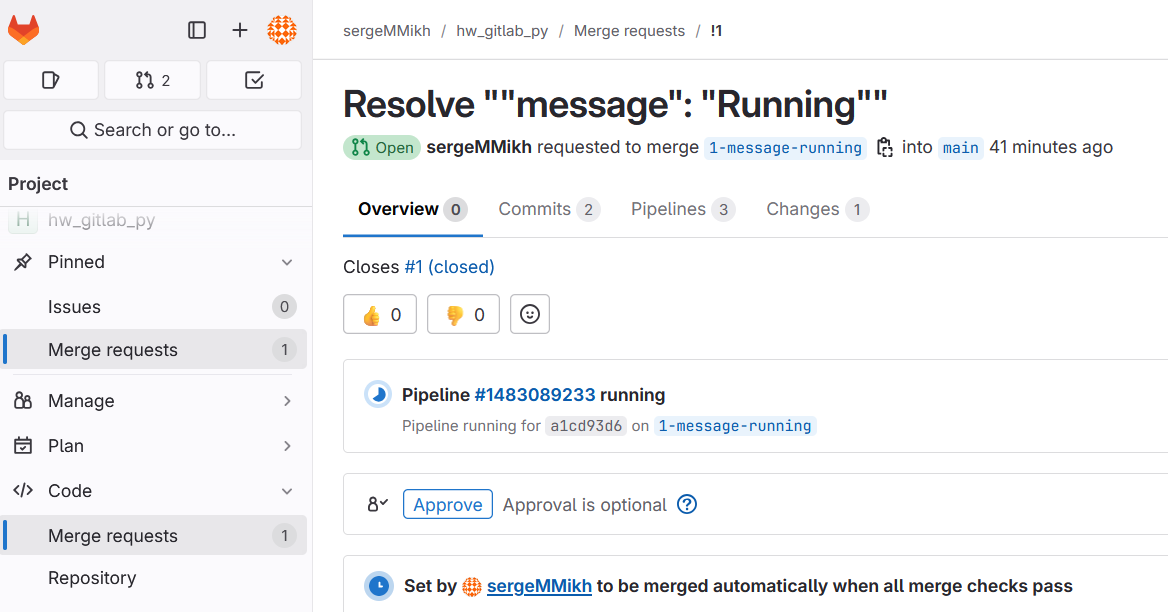 sergeMMikh / hw_gitlab_py / Merge requests / !1
2
Search or go to...
Project
H hw_gitlab_py
Pinned
Issues 0
Merge requests 1
Manage
Plan
Code
Merge requests 1
Repository
Resolve ""message": "Running""
Open sergeMMikh requested to merge 1-message-running into main 41 minutes ago
Overview 0 Commits 2 Pipelines 3 Changes 1
Closes #1 (closed)
👍 0 👎 0
Pipeline #1483089233 running
Pipeline running for a1cd93d6 on 1-message-running
Approve Approval is optional ?
Set by sergeMMikh to be merged automatically when all merge checks pass